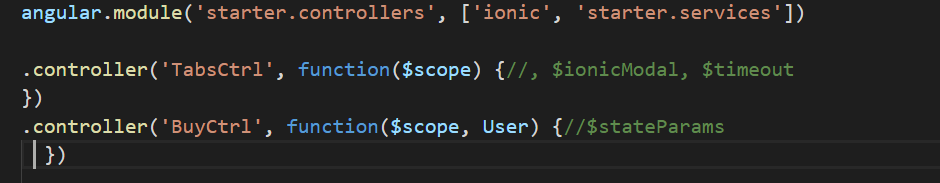 angular.module('starter.controllers', ['ionic', 'starter.services'])
.controller('TabsCtrl', function($scope) {//, $ionicModal, $timeout
})
.controller('BuyCtrl', function($scope, User) {//$stateParams
})